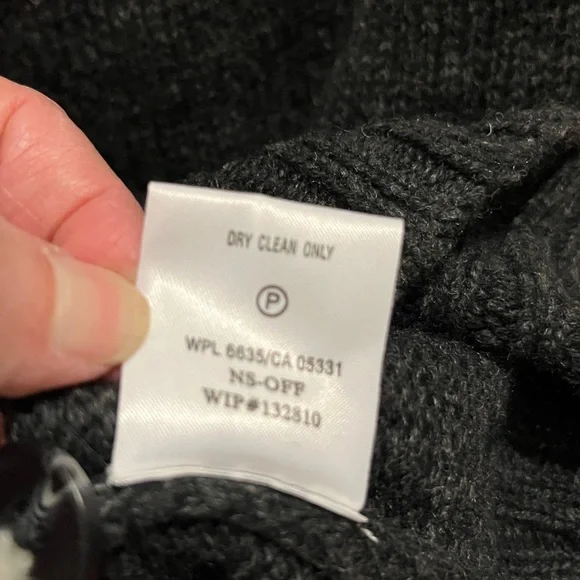 DRY CLEAN ONLY
P
WPL 6635/CA 05331
NS-OFF
WIP#132810